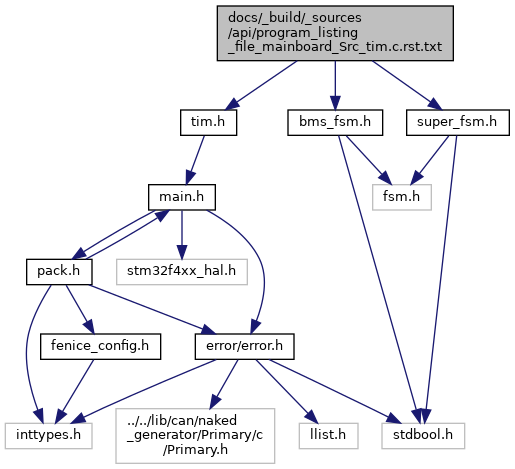 docs/_build/_sources
/api/program_listing
_file_mainboard_Src_tim.c.rst.txt
tim.h
bms_fsm.h
super_fsm.h
main.h
fsm.h
pack.h
stm32f4xx_hal.h
fenice_config.h
error/error.h
inttypes.h
../../lib/can/naked
_generator/Primary/c
/Primary.h
llist.h
stdbool.h